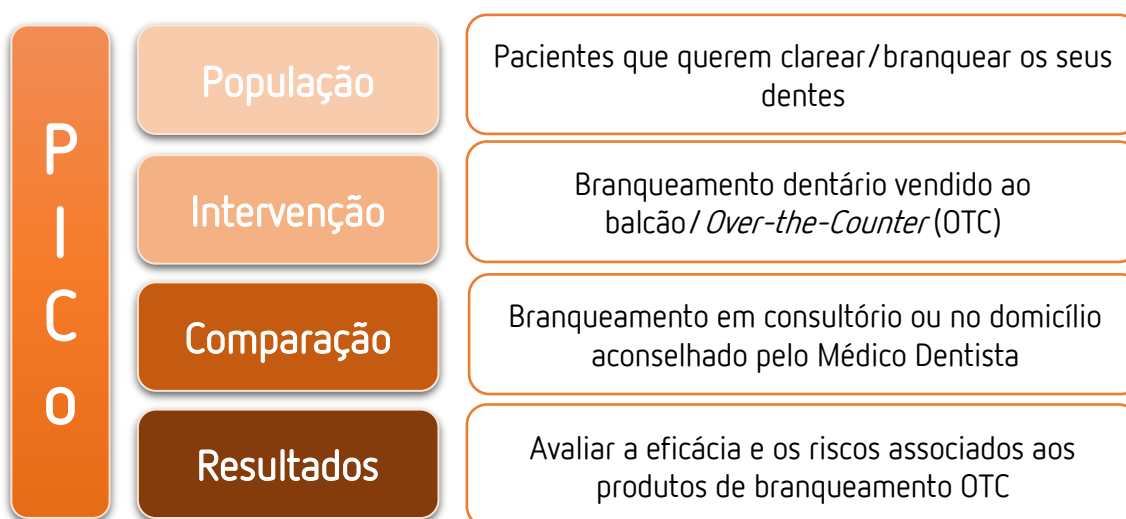 P
I
C
o
População
Pacientes que querem clarear/branquear os seus
dentes
Intervenção
Branqueamento dentário vendido ao
balcão/Over-the-Counter (OTC)
Comparação
Branqueamento em consultório ou no domicílio
aconselhado pelo Médico Dentista
Resultados
Avaliar a eficácia e os riscos associados aos
produtos de branqueamento OTC